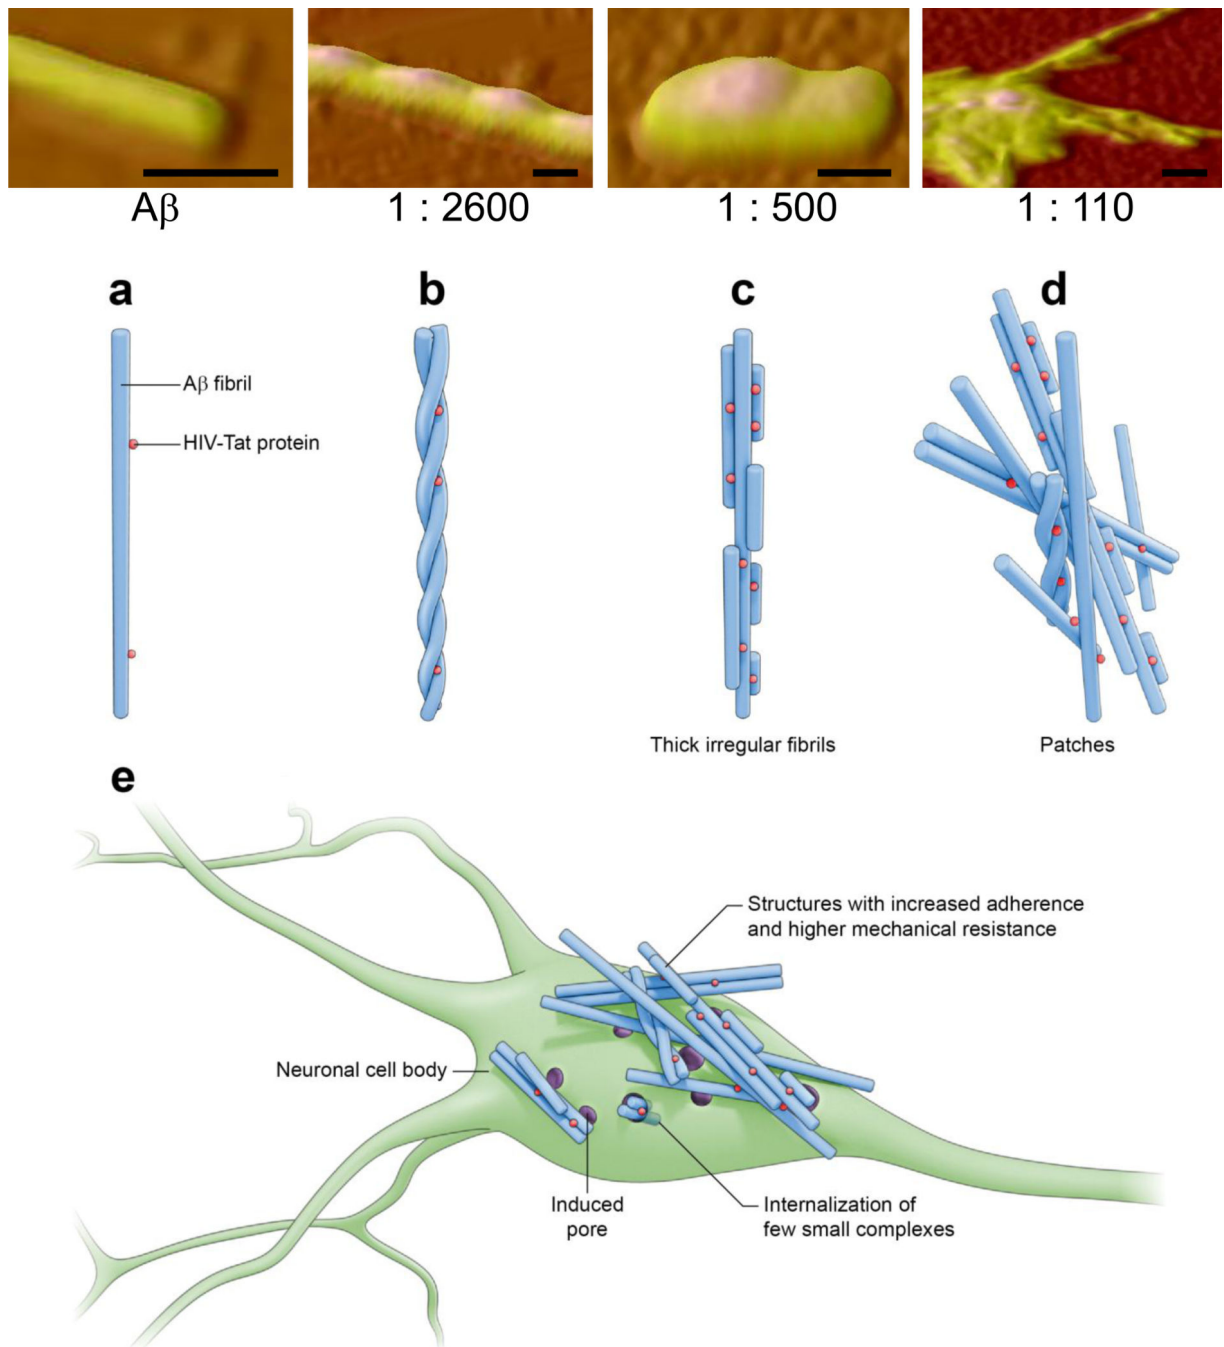 Aβ
1 : 2600
1 : 500
1 : 110
a
b
c
d
Aβ fibril
HIV-Tat protein
Thick irregular fibrils
Patches
e
Structures with increased adherence
and higher mechanical resistance
Neuronal cell body
Induced
pore
Internalization of
few small complexes